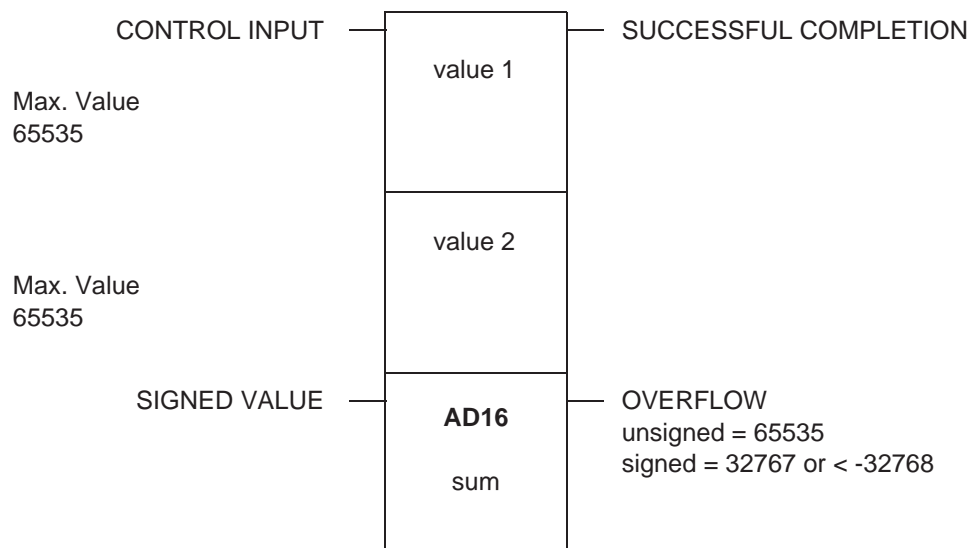 CONTROL INPUT
SUCCESSFUL COMPLETION
value 1
Max. Value
65535
value 2
Max. Value
65535
SIGNED VALUE
AD16
sum
OVERFLOW
unsigned = 65535
signed = 32767 or < -32768